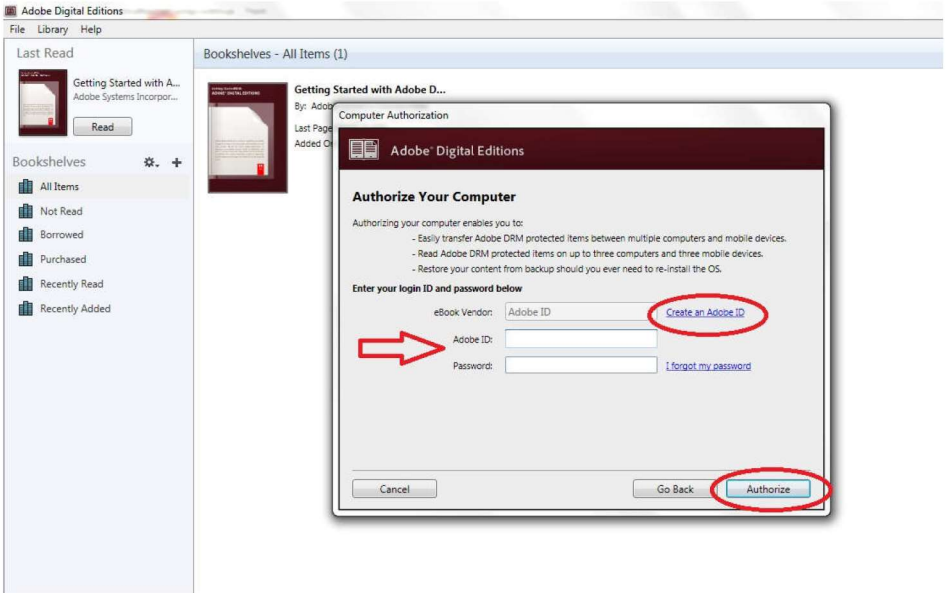 Adobe Digital Editions
File Library Help
Last Read
Getting Started with A...
Adobe Systems Incorpor...
Read
Bookshelves
All Items
Not Read
Borrowed
Purchased
Recently Read
Recently Added
Bookshelves - All Items (1)
Getting Started with Adobe D...
By: Adob
Last Page
Added O
Computer Authorization
Adobe® Digital Editions
Authorize Your Computer
Authorizing your computer enables you to:
- Easily transfer Adobe DRM protected items between multiple computers and mobile devices.
- Read Adobe DRM protected items on up to three computers and three mobile devices.
- Restore your content from backup should you ever need to re-install the OS.
Enter your login ID and password below
eBook Vendor: Adobe ID Create an Adobe ID
Adobe ID:
Password: I forgot my password
Cancel Go Back Authorize